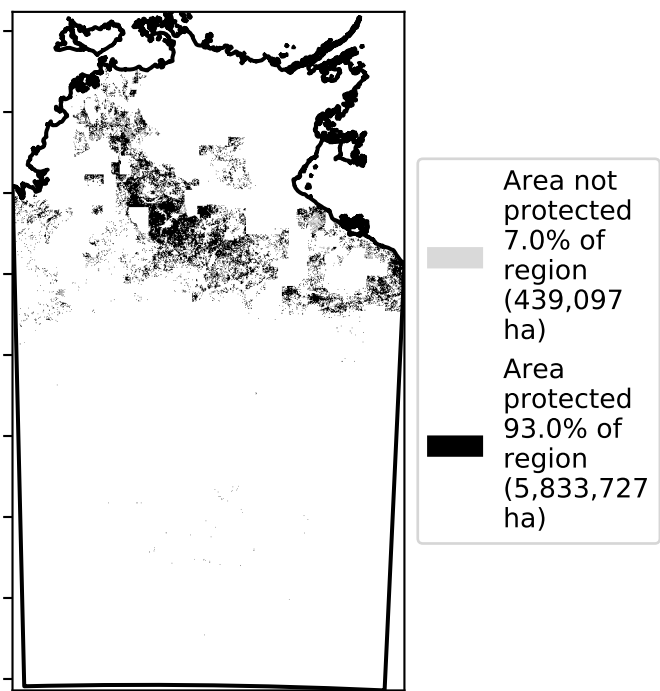 Area not
protected
7.0% of
region
(439,097
ha)
Area
protected
93.0% of
region
(5,833,727
ha)